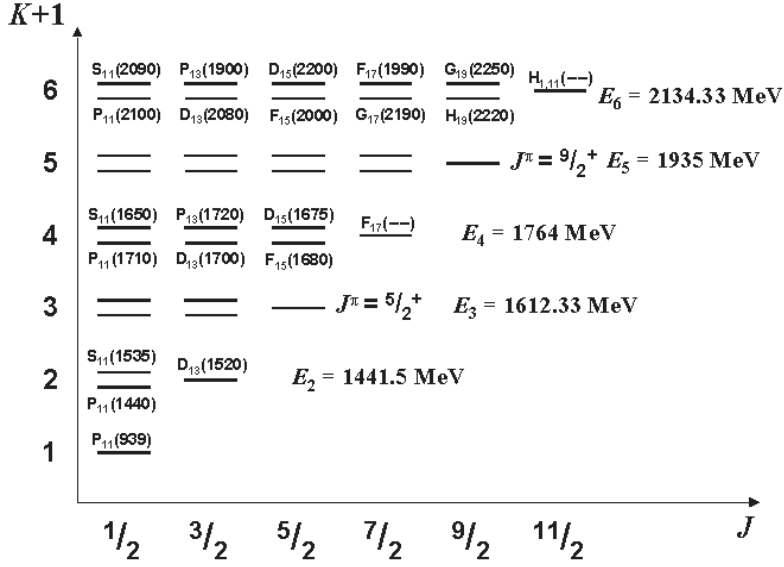 K+1
6
S₁₁(2090) P₁₃(1900) D₁₅(2200) F₁₇(1990) G₁₉(2250) H₁,₁₁(--)
P₁₁(2100) D₁₃(2080) F₁₅(2000) G₁₇(2190) H₁₉(2220)
E₆ = 2134.33 MeV
5
Jᵖⁱ = 9/2⁺ E₅ = 1935 MeV
4
S₁₁(1650) P₁₃(1720) D₁₅(1675) F₁₇(--)
P₁₁(1710) D₁₃(1700) F₁₅(1680)
E₄ = 1764 MeV
3
J^π = 5/2⁺ E₃ = 1612.33 MeV
2
S₁₁(1535) D₁₃(1520)
P₁₁(1440)
E₂ = 1441.5 MeV
1
P₁₁(939)
1/2 3/2 5/2 7/2 9/2 11/2
J